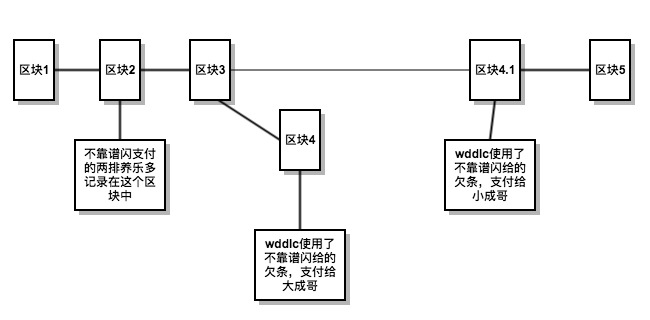 区块1
区块2
区块3
区块4.1
区块5
区块4
不靠谱闪支付
的两排养乐多
记录在这个区
块中
wddlc使用了
不靠谱闪给的
欠条，支付给
小成哥
wddlc使用了
不靠谱闪给的
欠条，支付给
大成哥